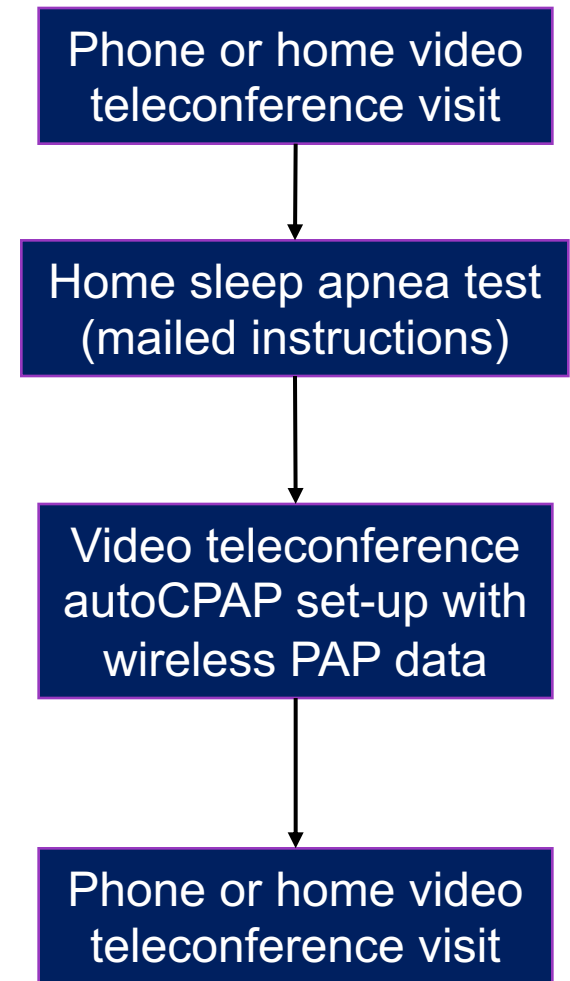 Phone or home video
teleconference visit
Home sleep apnea test
(mailed instructions)
Video teleconference
autoCPAP set-up with
wireless PAP data
Phone or home video
teleconference visit